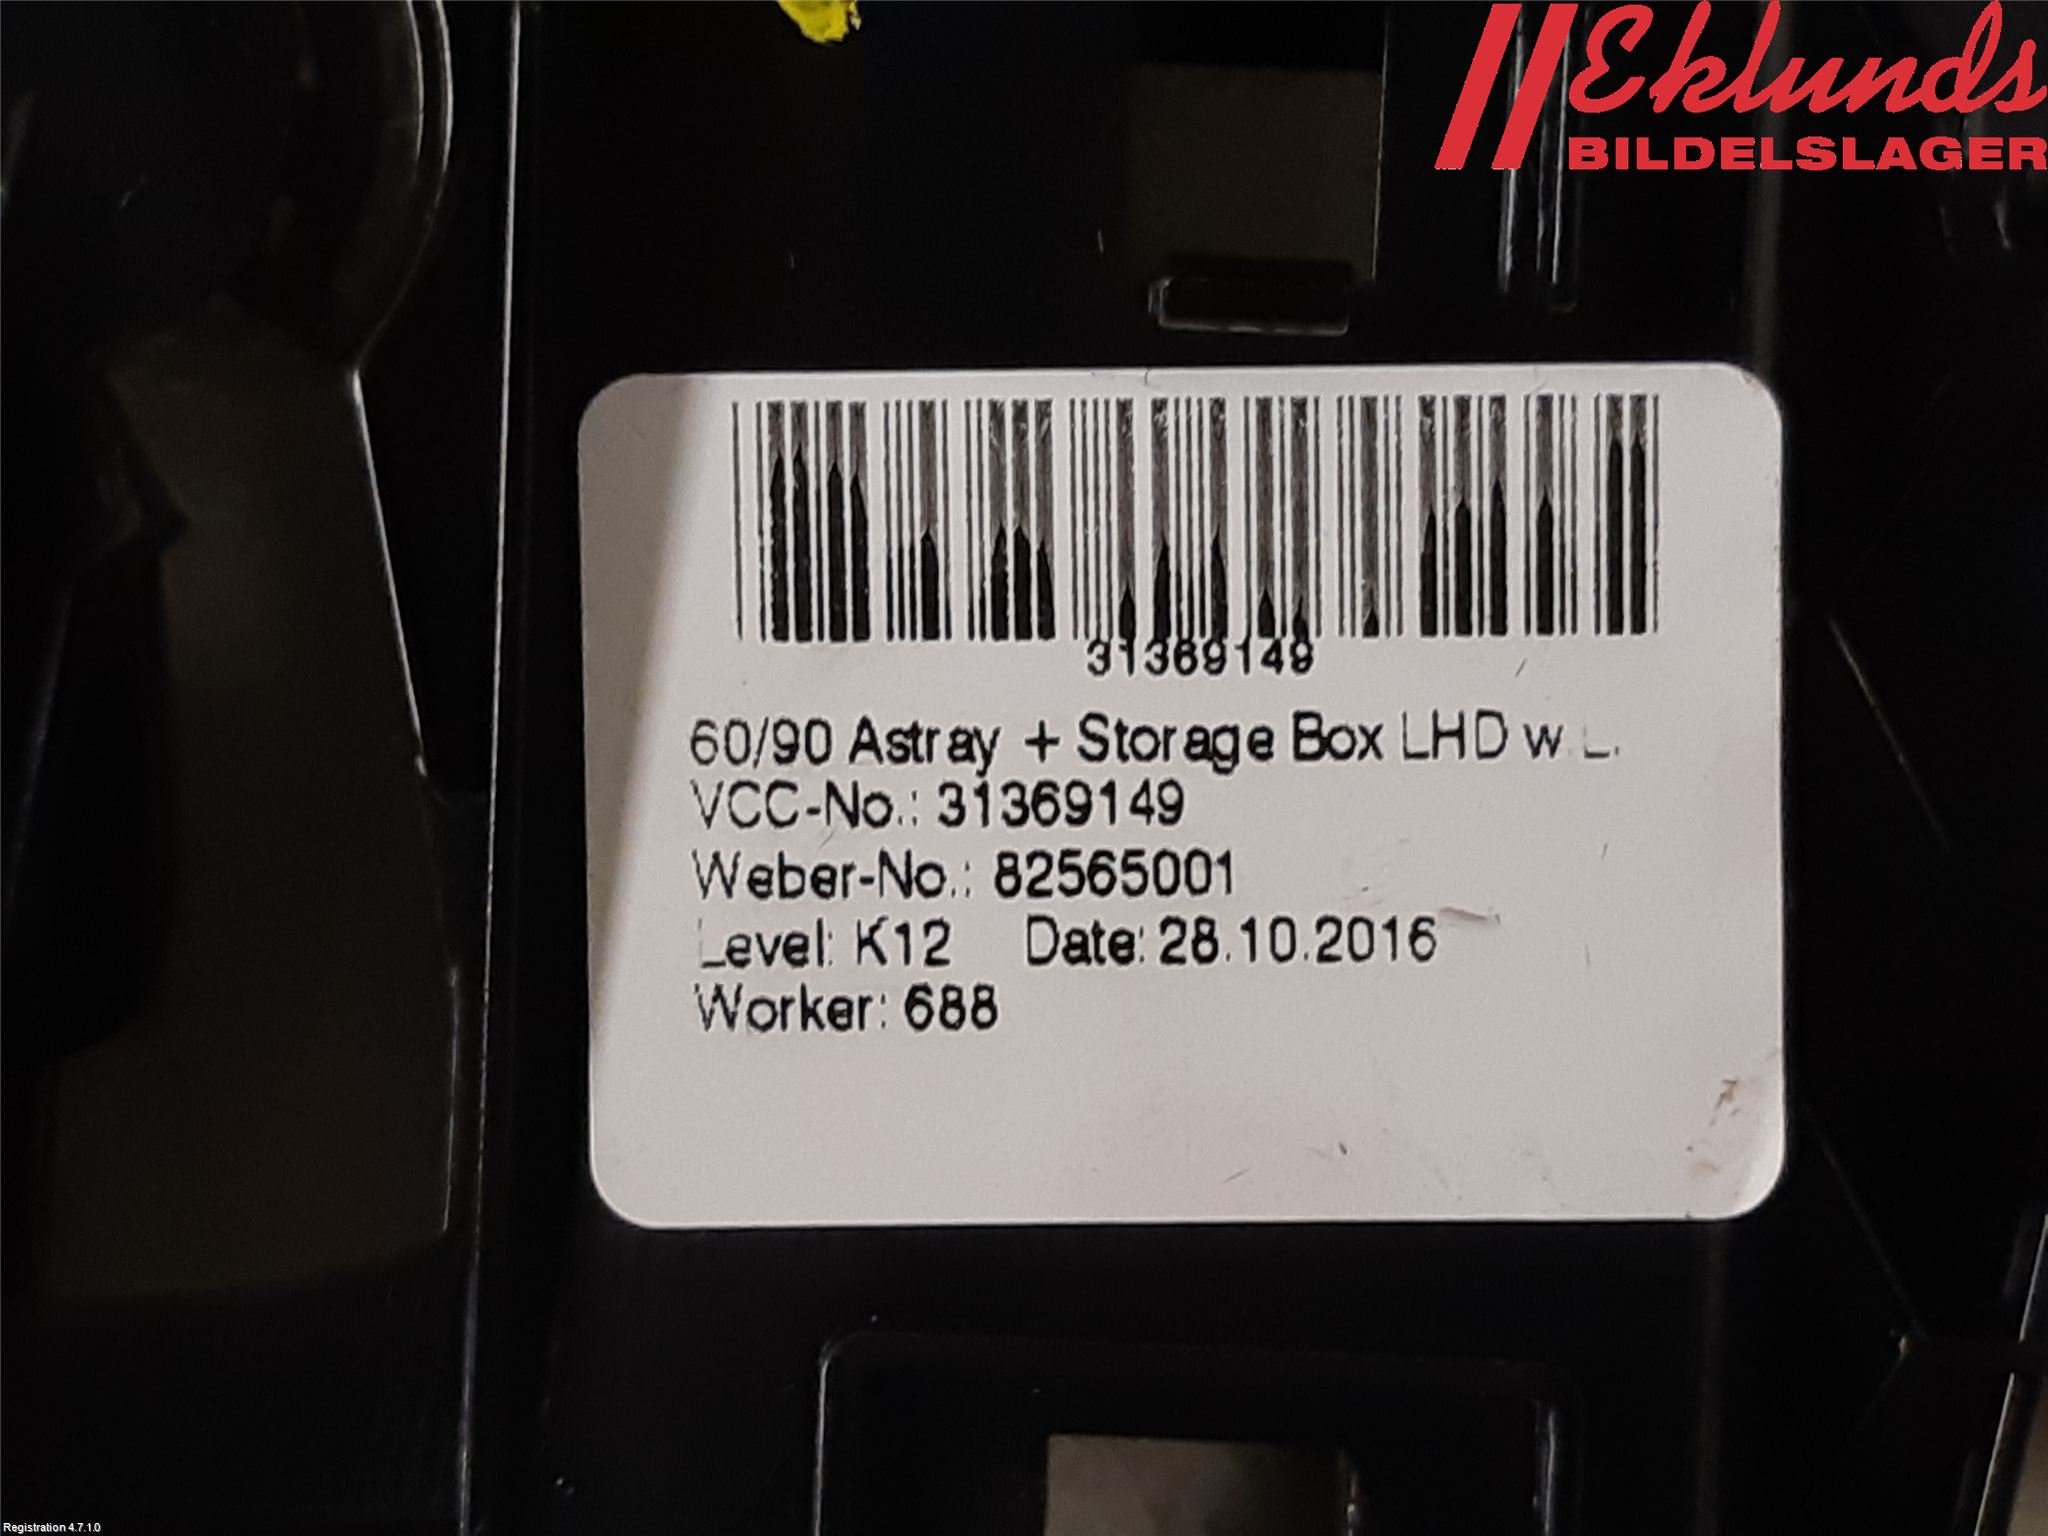 Eklunds
BILDELSLAGER
31369149
60/90 Astray + Storage Box LHD w L.
VCC-No.: 31369149
Weber-No.: 82565001
Level: K12 Date: 28.10.2016
Worker: 688
Registration 4.7.1.0